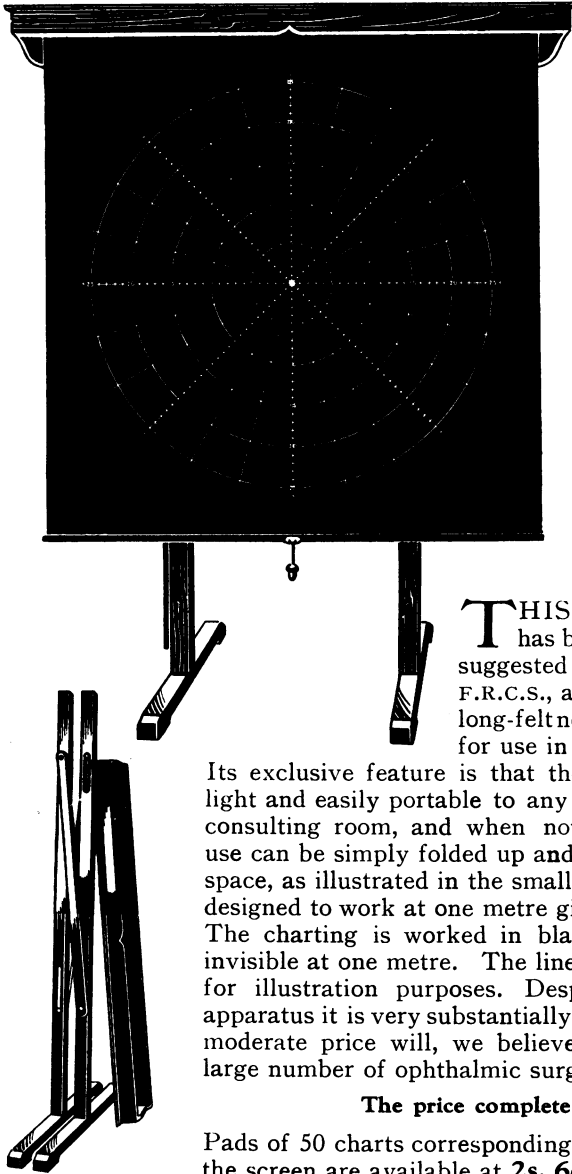 THIS
has b
suggested
F.R.C.S., a
long-felt n
for use in
Its exclusive feature is that th
light and easily portable to any
consulting room, and when no
use can be simply folded up and
space, as illustrated in the small
designed to work at one metre gi
The charting is worked in bla
invisible at one metre. The line
for illustration purposes. Desp
apparatus it is very substantially
moderate price will, we believe
large number of ophthalmic surg
The price complete
Pads of 50 charts corresponding
the screen are available at 2s. 6